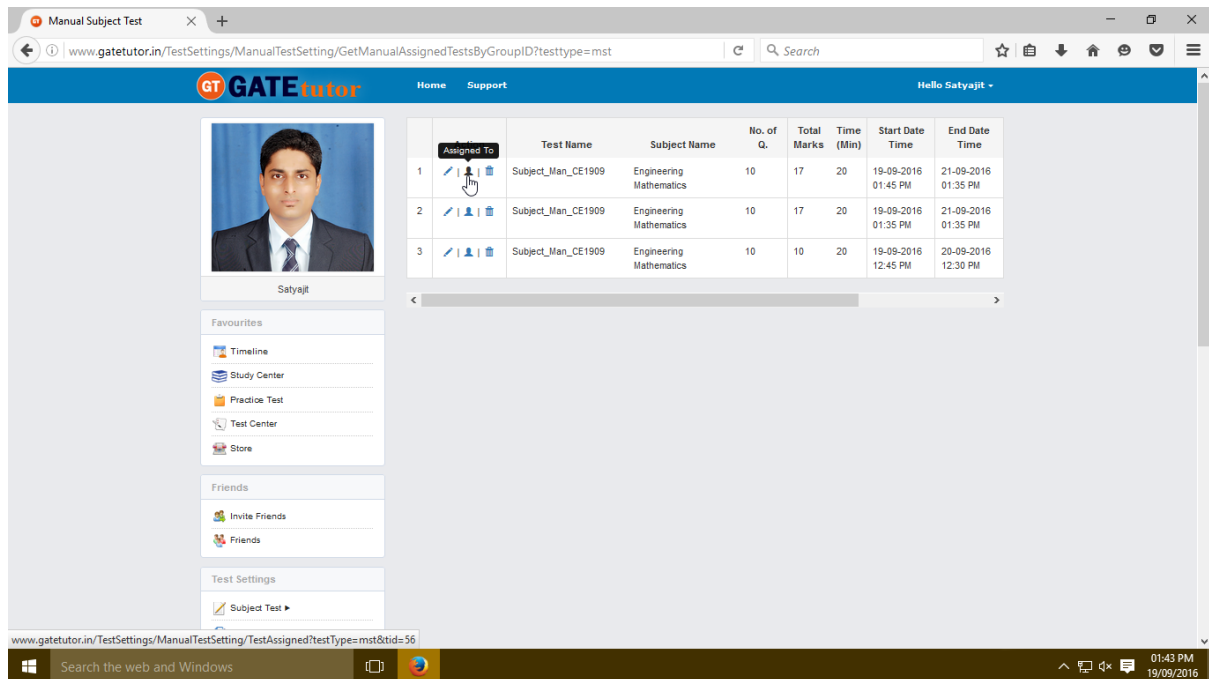 Manual Subject Test
www.gatetutor.in/TestSettings/ManualTestSetting/GetManualAssignedTestsByGroupID?testtype=mst
Search
GT GATEtutor Home Support Hello Satyajit
Test Name Subject Name No. of Q. Total Marks Time (Min) Start Date Time End Date Time
Assigned To
1 | | Subject_Man_CE1909 Engineering Mathematics 10 17 20 19-09-2016 01:45 PM 21-09-2016 01:35 PM
2 | | Subject_Man_CE1909 Engineering Mathematics 10 17 20 19-09-2016 01:35 PM 21-09-2016 01:35 PM
3 | | Subject_Man_CE1909 Engineering Mathematics 10 10 20 19-09-2016 12:45 PM 20-09-2016 12:30 PM
Satyajit
Favourites
Timeline
Study Center
Practice Test
Test Center
Store
Friends
Invite Friends
Friends
Test Settings
Subject Test ►
www.gatetutor.in/TestSettings/ManualTestSetting/TestAssigned?testType=mst&tid=56
Search the web and Windows
01:43 PM
19/09/2016